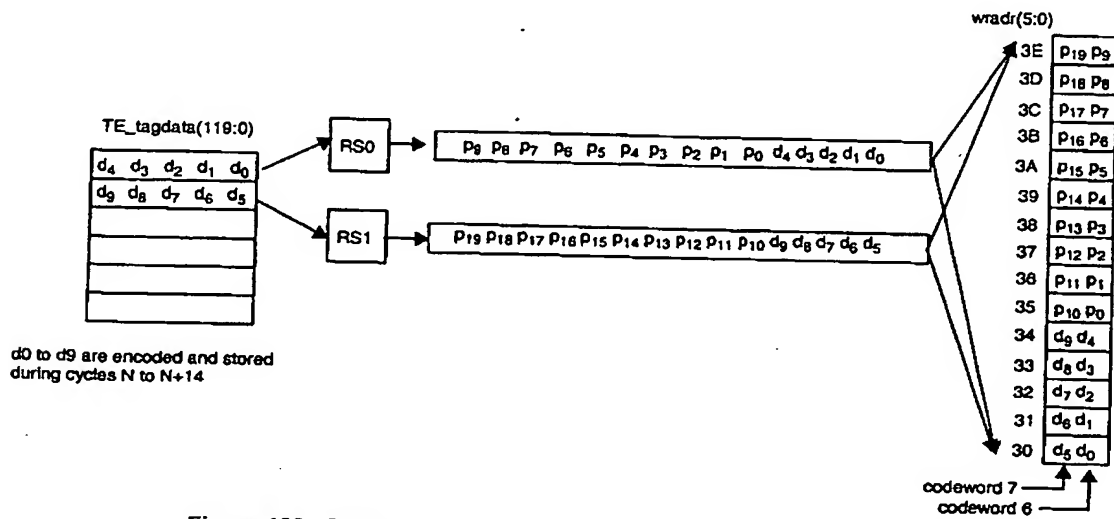 wradr(5:0)
3E p19 p9
3D p18 p8
3C p17 p7
3B p16 p6
3A p15 p5
39 p14 p4
38 p13 p3
37 p12 p2
36 p11 p1
35 p10 p0
34 d9 d4
33 d8 d3
32 d7 d2
31 d6 d1
30 d5 d0
codeword 7
codeword 6
TE_tagdata(119:0)
d4 d3 d2 d1 d0
d9 d8 d7 d6 d5
RS0
p9 p8 p7 p6 p5 p4 p3 p2 p1 p0 d4 d3 d2 d1 d0
RS1
p19 p18 p17 p16 p15 p14 p13 p12 p11 p10 d9 d8 d7 d6 d5
d0 to d9 are encoded and stored
during cycles N to N+14